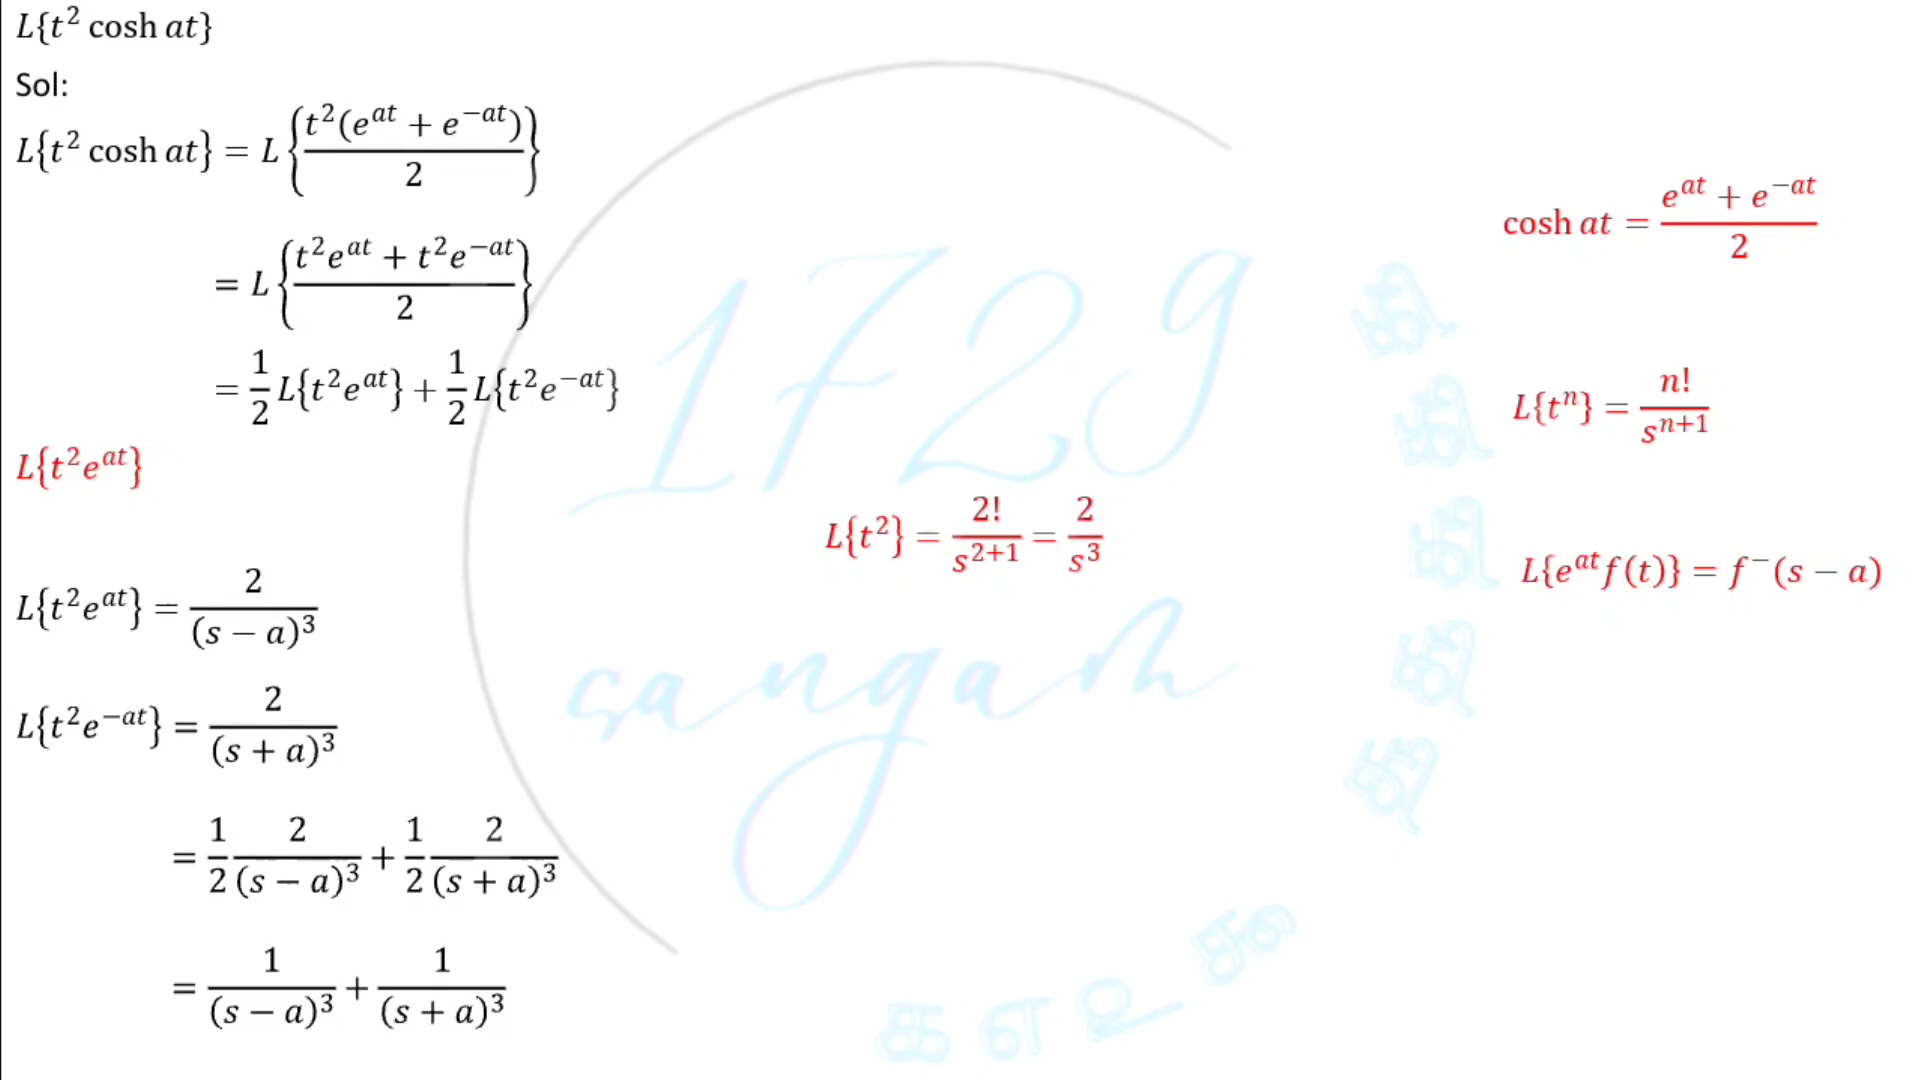 L{t² cosh at}
Sol:
L{t² cosh at} = L{t²(e^{at} + e^{−at})/2}
= L{(t²e^{at} + t²e^{−at})/2}
= 1/2 L{t²e^{at}} + 1/2 L{t²e^{−at}}
L{t²e^{at}}
L{t²e^{at}} = 2/(s − a)³
L{t²e^{−at}} = 2/(s + a)³
= 1/2 2/(s − a)³ + 1/2 2/(s + a)³
= 1/(s − a)³ + 1/(s + a)³
L{t²} = 2!/s^{2+1} = 2/s³
cosh at = (e^{at} + e^{−at})/2
L{tⁿ} = n!/s^{n+1}
L{e^{at} f(t)} = f⁻(s − a)
1729
sangam